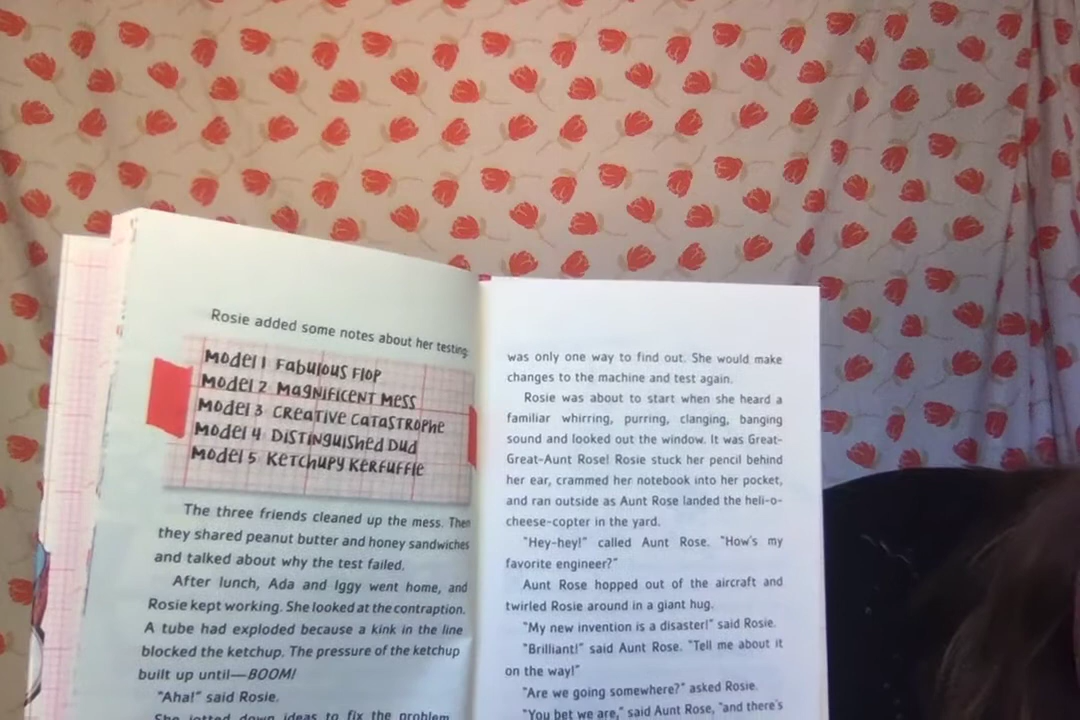 Rosie added some notes about her testing:
Model 1 Fabulous Flop
Model 2 Magnificent Mess
Model 3 Creative Catastrophe
Model 4 Distinguished Dud
Model 5 Ketchupy Kerfuffle
The three friends cleaned up the mess. Then
they shared peanut butter and honey sandwiches
and talked about why the test failed.
After lunch, Ada and Iggy went home, and
Rosie kept working. She looked at the contraption.
A tube had exploded because a kink in the line
blocked the ketchup. The pressure of the ketchup
built up until—BOOM!
"Aha!" said Rosie.
She jotted down ideas to fix the problem
was only one way to find out. She would make
changes to the machine and test again.
Rosie was about to start when she heard a
familiar whirring, purring, clanging, banging
sound and looked out the window. It was Great-
Great-Aunt Rose! Rosie stuck her pencil behind
her ear, crammed her notebook into her pocket,
and ran outside as Aunt Rose landed the heli-o-
cheese-copter in the yard.
"Hey-hey!" called Aunt Rose. "How's my
favorite engineer?"
Aunt Rose hopped out of the aircraft and
twirled Rosie around in a giant hug.
"My new invention is a disaster!" said Rosie.
"Brilliant!" said Aunt Rose. "Tell me about it
on the way!"
"Are we going somewhere?" asked Rosie.
"You bet we are," said Aunt Rose, "and there's